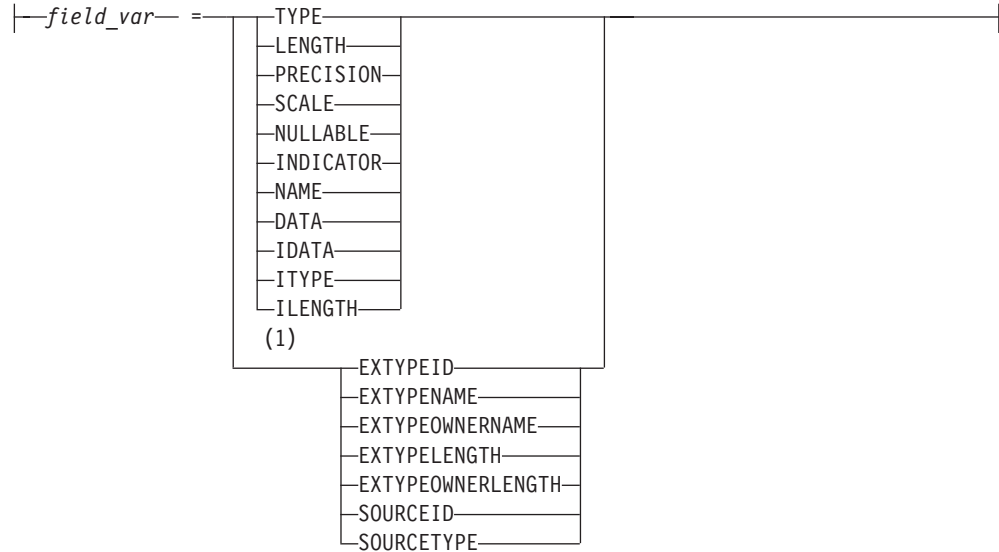 field_var = TYPE
LENGTH
PRECISION
SCALE
NULLABLE
INDICATOR
NAME
DATA
IDATA
ITYPE
ILENGTH
(1)
EXTYPEID
EXTYPENAME
EXTYPEOWNERNAME
EXTYPELENGTH
EXTYPEOWNERLENGTH
SOURCEID
SOURCETYPE